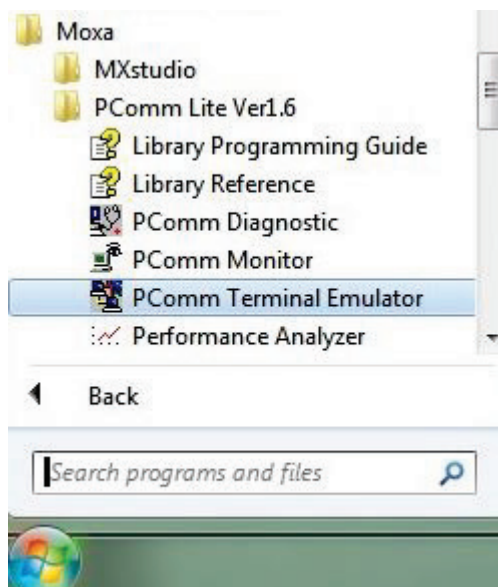 Moxa
MXstudio
PComm Lite Ver1.6
Library Programming Guide
Library Reference
PComm Diagnostic
PComm Monitor
PComm Terminal Emulator
Performance Analyzer
Back
Search programs and files